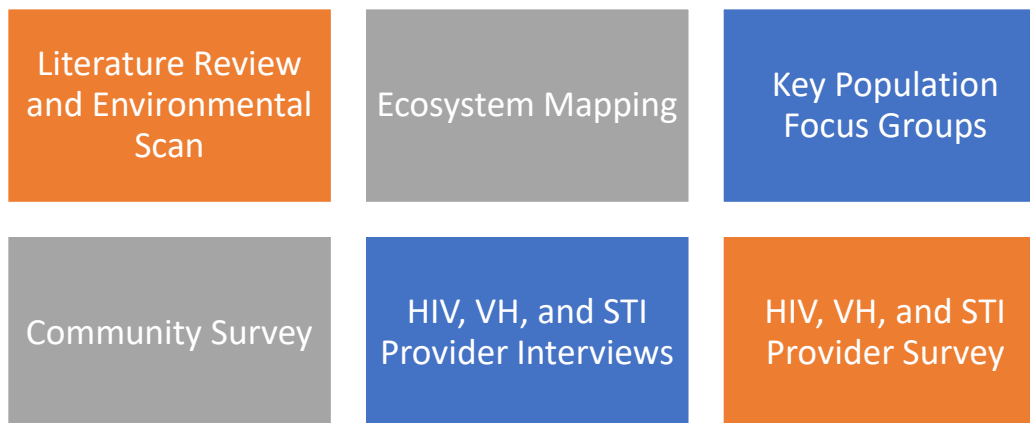 Literature Review
and Environmental
Scan
Ecosystem Mapping
Key Population
Focus Groups
Community Survey
HIV, VH, and STI
Provider Interviews
HIV, VH, and STI
Provider Survey